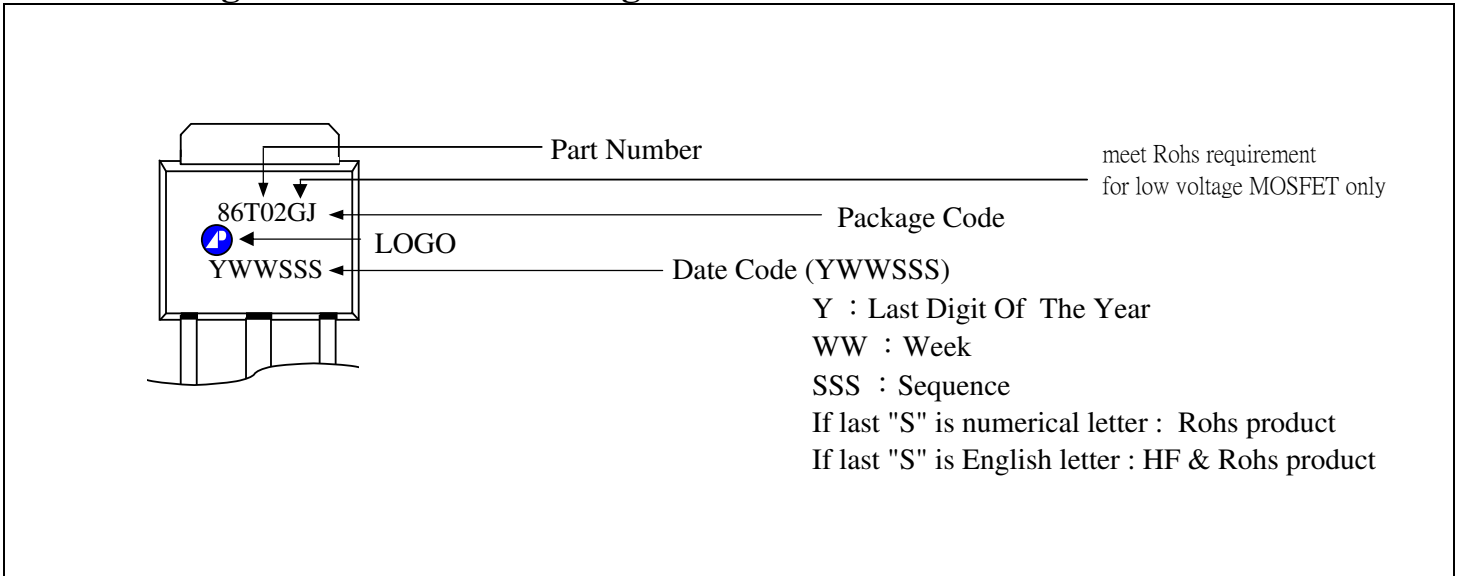 Part Number
meet Rohs requirement
for low voltage MOSFET only
86T02GJ
Package Code
LOGO
YWWSSS
Date Code (YWWSSS)
Y ：Last Digit Of The Year
WW ：Week
SSS ：Sequence
If last "S" is numerical letter : Rohs product
If last "S" is English letter : HF & Rohs product